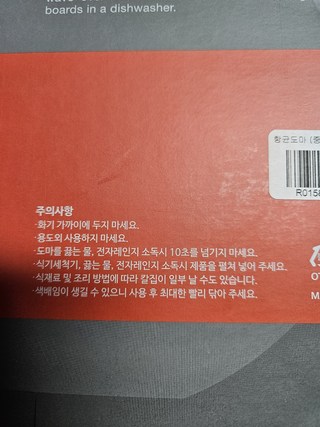 boards in a dishwasher.
항균도마 (중
R0158
주의사항
·화기 가까이에 두지 마세요.
·용도외 사용하지 마세요.
·도마를 끓는 물, 전자레인지 소독시 10초를 넘기지 마세요.
·식기세척기, 끓는 물, 전자레인지 소독시 제품을 펼쳐 넣어 주세요.
·식재료 및 조리 방법에 따라 칼집이 일부 날 수도 있습니다.
·색배임이 생길 수 있으니 사용 후 최대한 빨리 닦아 주세요.